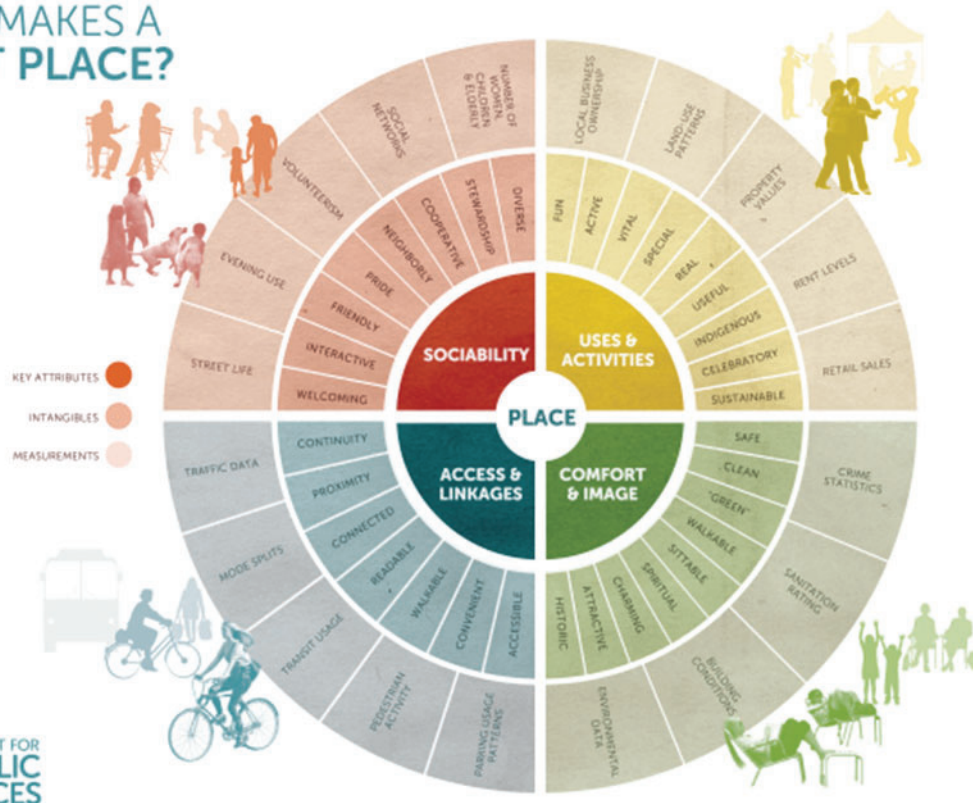 MAKES A
T PLACE?
KEY ATTRIBUTES
INTANGIBLES
MEASUREMENTS
PLACE
SOCIABILITY
USES &
ACTIVITIES
ACCESS &
LINKAGES
COMFORT
& IMAGE
WELCOMING
INTERACTIVE
FRIENDLY
PRIDE
NEIGHBORLY
COOPERATIVE
STEWARDSHIP
DIVERSE
STREET LIFE
EVENING USE
VOLUNTEERISM
SOCIAL
NETWORKS
NUMBER OF
WOMEN,
CHILDREN
& ELDERLY
FUN
ACTIVE
VITAL
SPECIAL
REAL
USEFUL
INDIGENOUS
CELEBRATORY
SUSTAINABLE
LOCAL BUSINESS
OWNERSHIP
LAND-USE
PATTERNS
PROPERTY
VALUES
RENT LEVELS
RETAIL SALES
SAFE
CLEAN
"GREEN"
WALKABLE
SITTABLE
SPIRITUAL
CHARMING
ATTRACTIVE
HISTORIC
CRIME
STATISTICS
SANITATION
RATING
BUILDING
CONDITIONS
ENVIRONMENTAL
DATA
CONTINUITY
PROXIMITY
CONNECTED
READABLE
WALKABLE
CONVENIENT
ACCESSIBLE
TRAFFIC DATA
MODE SPLITS
TRANSIT USAGE
PEDESTRIAN
ACTIVITY
PARKING USAGE
PATTERNS
T FOR
LIC
CES